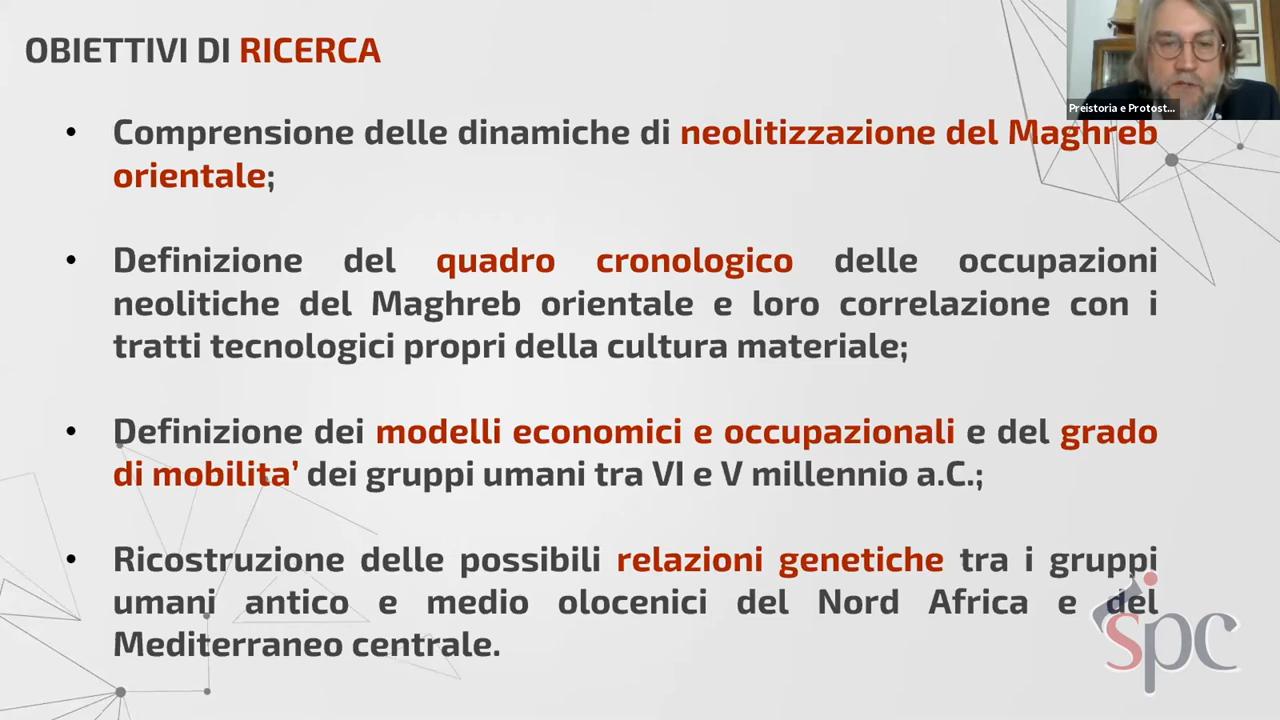 OBIETTIVI DI RICERCA
Preistoria e Protost...
• Comprensione delle dinamiche di neolitizzazione del Maghreb
orientale;
• Definizione del quadro cronologico delle occupazioni
neolitiche del Maghreb orientale e loro correlazione con i
tratti tecnologici propri della cultura materiale;
• Definizione dei modelli economici e occupazionali e del grado
di mobilita’ dei gruppi umani tra VI e V millennio a.C.;
• Ricostruzione delle possibili relazioni genetiche tra i gruppi
umani antico e medio olocenici del Nord Africa e del
Mediterraneo centrale.
spc